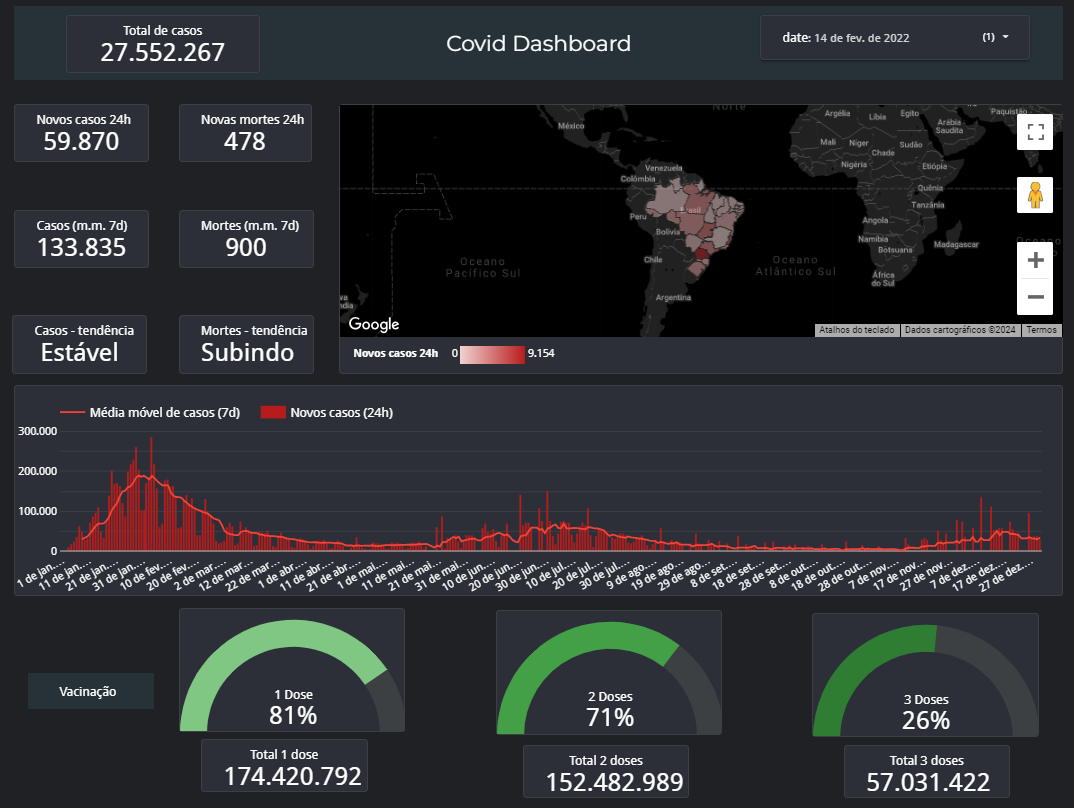 Total de casos
27.552.267
Covid Dashboard
date: 14 de fev. de 2022 (1)
Novos casos 24h
59.870
Novas mortes 24h
478
Casos (m.m. 7d)
133.835
Mortes (m.m. 7d)
900
Casos - tendência
Estável
Mortes - tendência
Subindo
Norte
México
Venezuela
Colômbia
Brasil
Peru
Bolívia
Chile
Argentina
Oceano
Pacífico Sul
Oceano
Atlântico Sul
Argélia
Líbia
Egito
Arábia
Saudita
Paquistão
Mali
Níger
Chade
Sudão
Nigéria
Etiópia
Quênia
Tanzânia
Angola
Namíbia
Botsuana
Madagascar
África
do Sul
Oceano
Google
Atalhos do teclado
Dados cartográficos ©2024
Termos
Novos casos 24h 0 9.154
Média móvel de casos (7d) Novos casos (24h)
300.000
200.000
100.000
0
1 de jan.…
11 de jan.…
21 de jan.…
31 de jan.…
10 de fev.…
20 de fev.…
2 de mar.…
12 de mar.…
22 de mar.…
1 de abr.…
11 de abr.…
21 de abr.…
1 de mai.…
11 de mai.…
21 de mai.…
31 de mai.…
10 de jun.…
20 de jun.…
30 de jun.…
10 de jul.…
20 de jul.…
30 de jul.…
9 de ago.…
19 de ago.…
29 de ago.…
8 de set.…
18 de set.…
28 de set.…
8 de out.…
18 de out.…
28 de out.…
7 de nov.…
17 de nov.…
27 de nov.…
7 de dez.…
17 de dez.…
27 de dez.…
Vacinação
1 Dose
81%
Total 1 dose
174.420.792
2 Doses
71%
Total 2 doses
152.482.989
3 Doses
26%
Total 3 doses
57.031.422